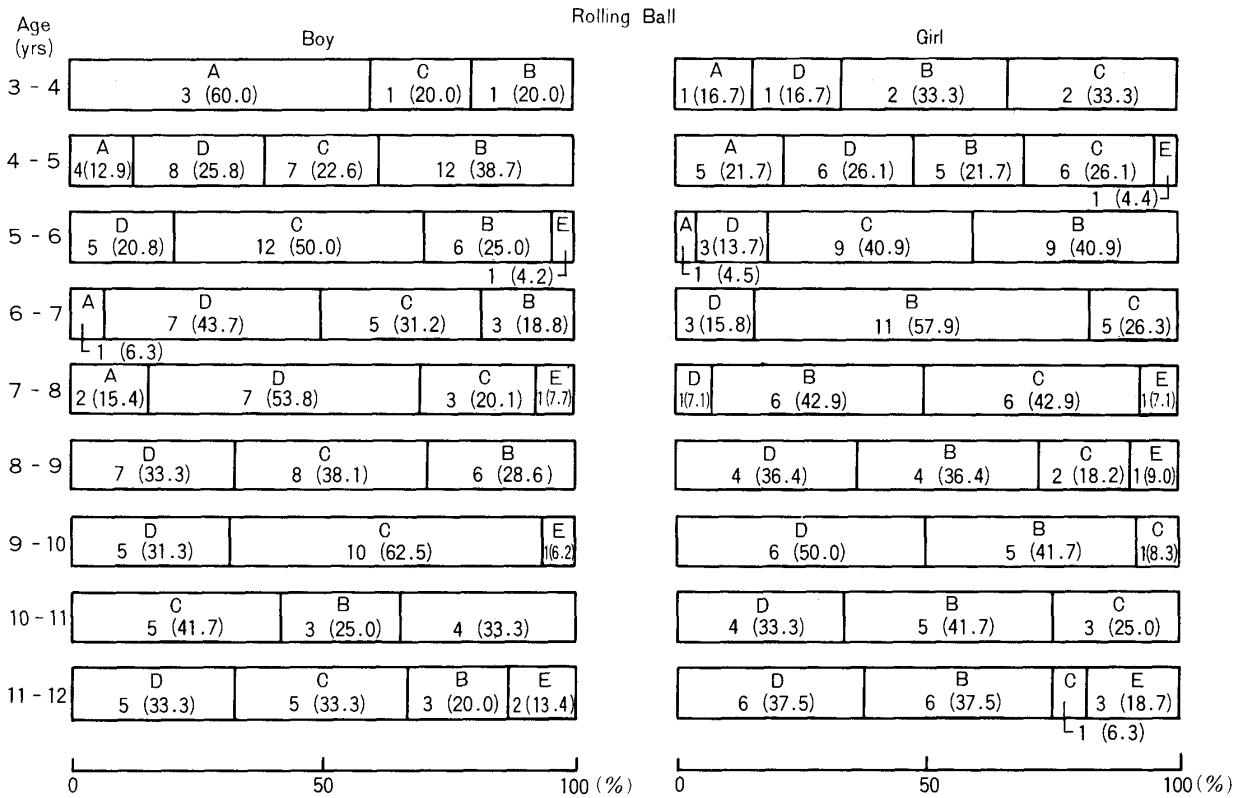 Rolling Ball
Age
(yrs)
Boy
Girl
3 - 4
A C B
3 (60.0) 1 (20.0) 1 (20.0)
A D B C
1 (16.7) 1 (16.7) 2 (33.3) 2 (33.3)
4 - 5
A D C B
4(12.9) 8 (25.8) 7 (22.6) 12 (38.7)
A D B C E
5 (21.7) 6 (26.1) 5 (21.7) 6 (26.1)
1 (4.4)
5 - 6
D C B E
5 (20.8) 12 (50.0) 6 (25.0)
1 (4.2)
A D C B
3(13.7) 9 (40.9) 9 (40.9)
1 (4.5)
6 - 7
A D C B
7 (43.7) 5 (31.2) 3 (18.8)
1 (6.3)
D B C
3 (15.8) 11 (57.9) 5 (26.3)
7 - 8
A D C E
2 (15.4) 7 (53.8) 3 (20.1) 1(7.7)
D B C E
1(7.1) 6 (42.9) 6 (42.9) 1(7.1)
8 - 9
D C B
7 (33.3) 8 (38.1) 6 (28.6)
D B C E
4 (36.4) 4 (36.4) 2 (18.2) 1(9.0)
9 - 10
D C E
5 (31.3) 10 (62.5) 1(6.2)
D B C
6 (50.0) 5 (41.7) 1(8.3)
10 - 11
C B
5 (41.7) 3 (25.0) 4 (33.3)
D B C
4 (33.3) 5 (41.7) 3 (25.0)
11 - 12
D C B E
5 (33.3) 5 (33.3) 3 (20.0) 2(13.4)
D B C E
6 (37.5) 6 (37.5) 3 (18.7)
1 (6.3)
0 50 100 (%)
0 50 100 (%)